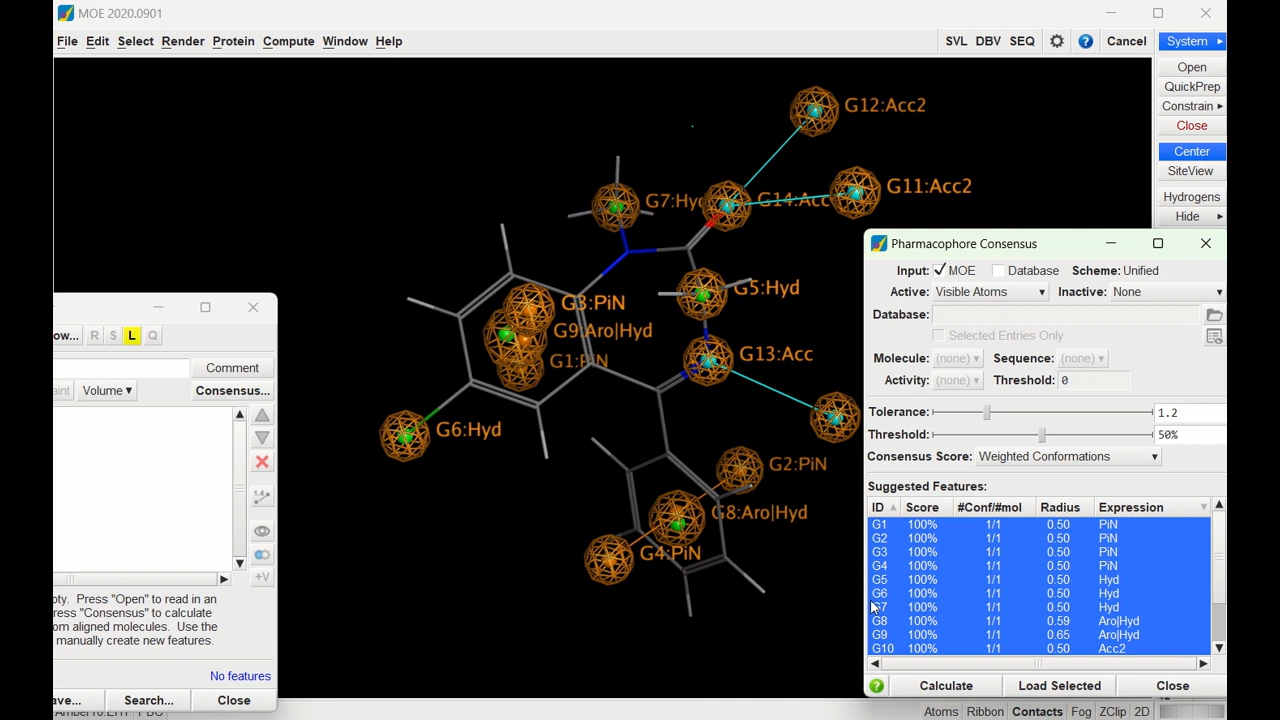 MOE 2020.0901
File Edit Select Render Protein Compute Window Help
SVL DBV SEQ Cancel
System
Open
QuickPrep
Constrain
Close
Center
SiteView
Hydrogens
Hide
G12:Acc2
G11:Acc2
G7:Hyd
G14:Acc
G5:Hyd
G3:PiN
G9:Aro|Hyd
G1:PiN
G13:Acc
G6:Hyd
G2:PiN
G8:Aro|Hyd
G4:PiN
ow... R S L Q
Comment
aint Volume Consensus...
1.4
+V
pty. Press "Open" to read in an
ress "Consensus" to calculate
om aligned molecules. Use the
manually create new features.
No features
ave... Search... Close
Pharmacophore Consensus
Input: MOE Database Scheme: Unified
Active: Visible Atoms Inactive: None
Database:
Selected Entries Only
Molecule: (none) Sequence: (none)
Activity: (none) Threshold: 0
Tolerance: 1.2
Threshold: 50%
Consensus Score: Weighted Conformations
Suggested Features:
ID Score #Conf/#mol Radius Expression
G1 100% 1/1 0.50 PiN
G2 100% 1/1 0.50 PiN
G3 100% 1/1 0.50 PiN
G4 100% 1/1 0.50 PiN
G5 100% 1/1 0.50 Hyd
G6 100% 1/1 0.50 Hyd
G7 100% 1/1 0.50 Hyd
G8 100% 1/1 0.59 Aro|Hyd
G9 100% 1/1 0.65 Aro|Hyd
G10 100% 1/1 0.50 Acc2
Calculate Load Selected Close
Atoms Ribbon Contacts Fog ZClip 2D